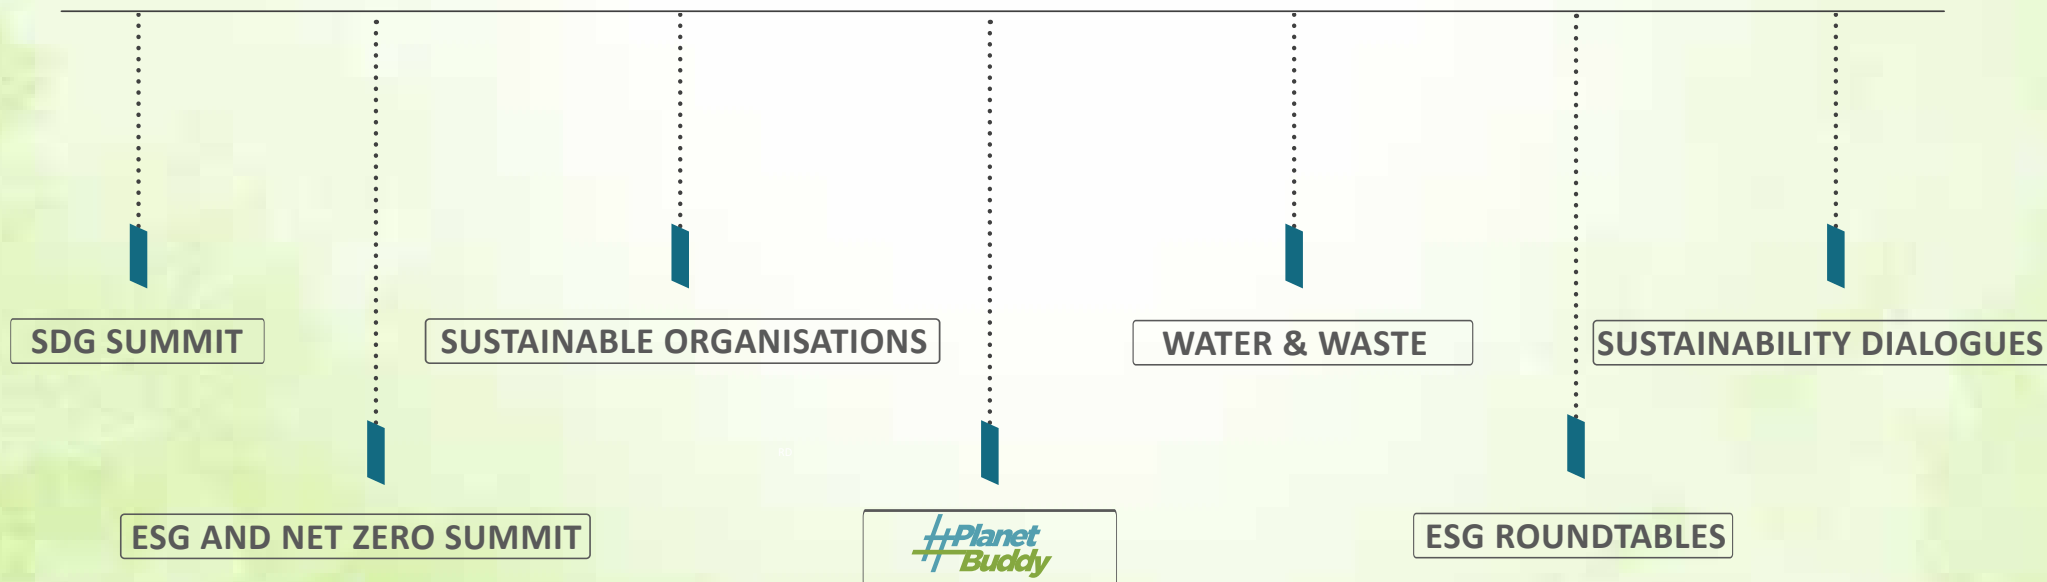 SDG SUMMIT
SUSTAINABLE ORGANISATIONS
WATER & WASTE
SUSTAINABILITY DIALOGUES
ESG AND NET ZERO SUMMIT
#Planet
Buddy
ESG ROUNDTABLES